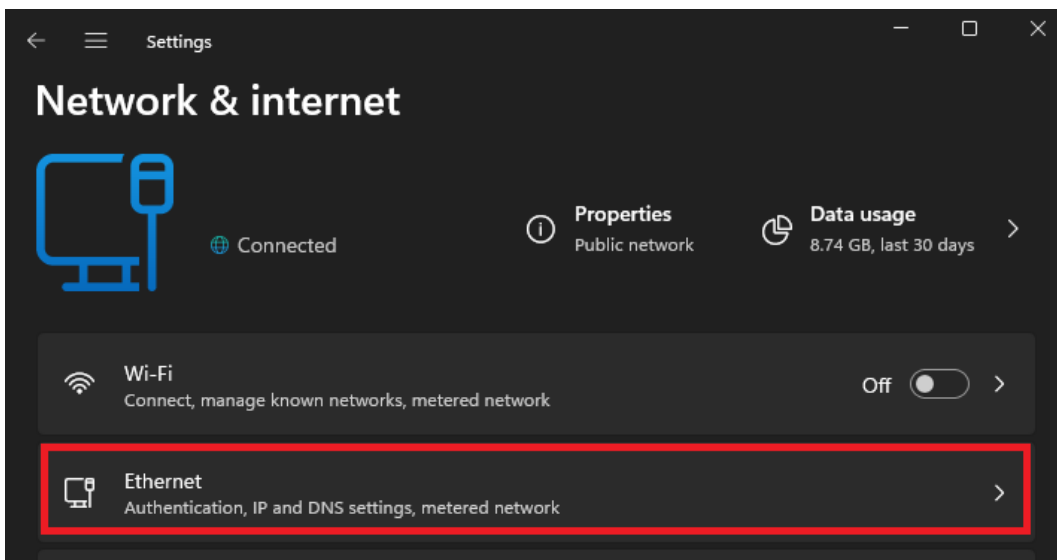 Settings
Network & internet
Connected
Properties
Public network
Data usage
8.74 GB, last 30 days
Wi-Fi
Connect, manage known networks, metered network
Off
Ethernet
Authentication, IP and DNS settings, metered network